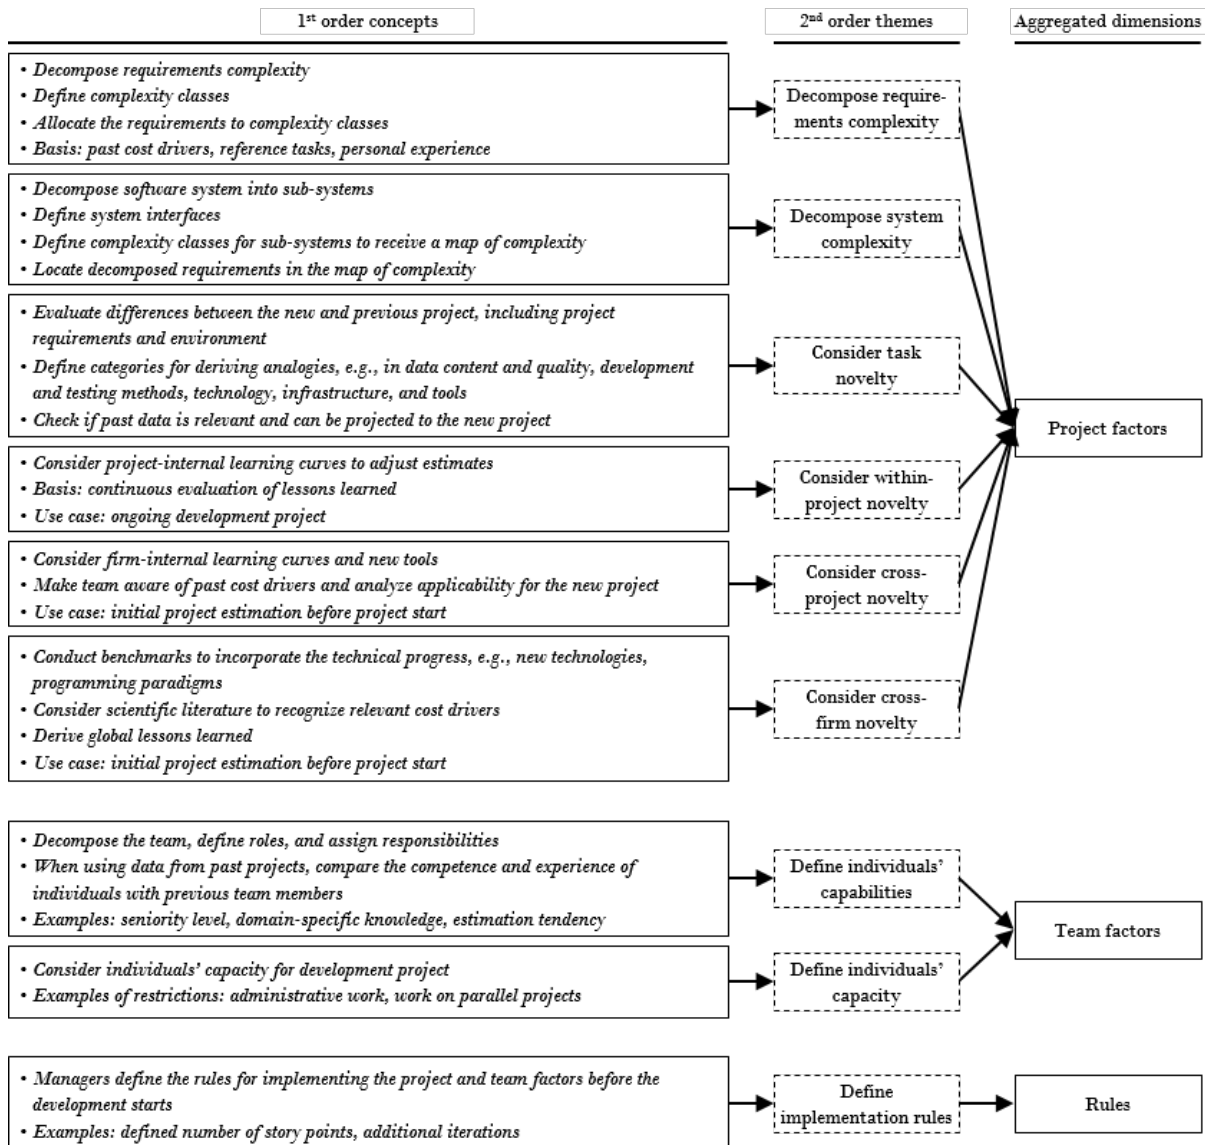 1st order concepts
2nd order themes
Aggregated dimensions
• Decompose requirements complexity
• Define complexity classes
• Allocate the requirements to complexity classes
• Basis: past cost drivers, reference tasks, personal experience
Decompose require-
ments complexity
• Decompose software system into sub-systems
• Define system interfaces
• Define complexity classes for sub-systems to receive a map of complexity
• Locate decomposed requirements in the map of complexity
Decompose system
complexity
• Evaluate differences between the new and previous project, including project
requirements and environment
• Define categories for deriving analogies, e.g., in data content and quality, development
and testing methods, technology, infrastructure, and tools
• Check if past data is relevant and can be projected to the new project
Consider task
novelty
Project factors
• Consider project-internal learning curves to adjust estimates
• Basis: continuous evaluation of lessons learned
• Use case: ongoing development project
Consider within-
project novelty
• Consider firm-internal learning curves and new tools
• Make team aware of past cost drivers and analyze applicability for the new project
• Use case: initial project estimation before project start
Consider cross-
project novelty
• Conduct benchmarks to incorporate the technical progress, e.g., new technologies,
programming paradigms
• Consider scientific literature to recognize relevant cost drivers
• Derive global lessons learned
• Use case: initial project estimation before project start
Consider cross-
firm novelty
• Decompose the team, define roles, and assign responsibilities
• When using data from past projects, compare the competence and experience of
individuals with previous team members
• Examples: seniority level, domain-specific knowledge, estimation tendency
Define individuals’
capabilities
Team factors
• Consider individuals’ capacity for development project
• Examples of restrictions: administrative work, work on parallel projects
Define individuals’
capacity
• Managers define the rules for implementing the project and team factors before the
development starts
• Examples: defined number of story points, additional iterations
Define
implementation rules
Rules